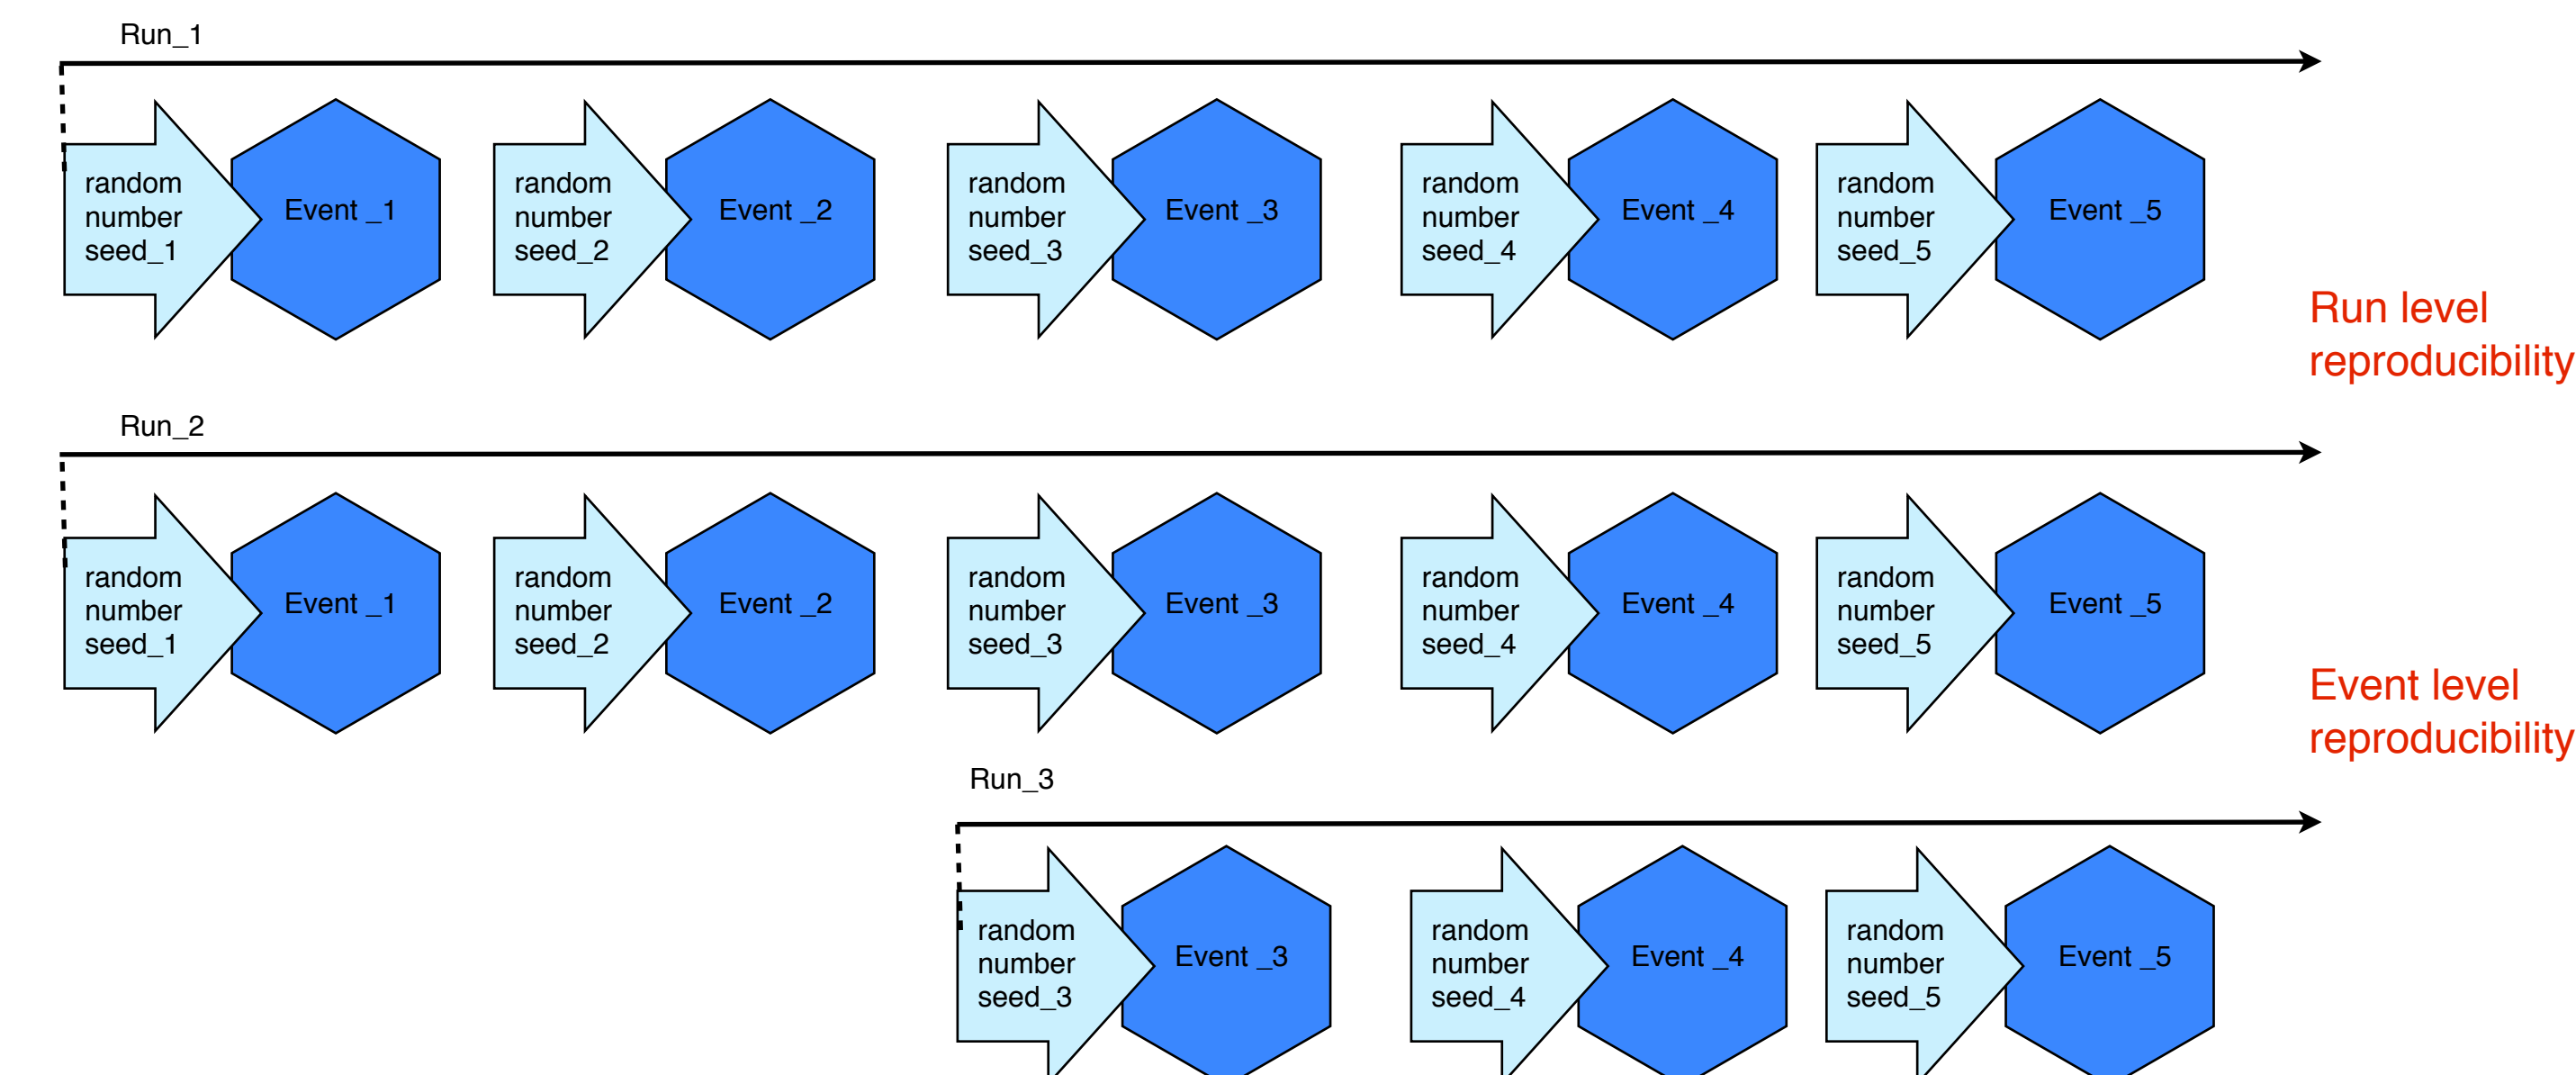 Run_1
random
number
seed_1
Event _1
random
number
seed_2
Event _2
random
number
seed_3
Event _3
random
number
seed_4
Event _4
random
number
seed_5
Event _5
Run level
reproducibility
Run_2
random
number
seed_1
Event _1
random
number
seed_2
Event _2
random
number
seed_3
Event _3
random
number
seed_4
Event _4
random
number
seed_5
Event _5
Event level
reproducibility
Run_3
random
number
seed_3
Event _3
random
number
seed_4
Event _4
random
number
seed_5
Event _5